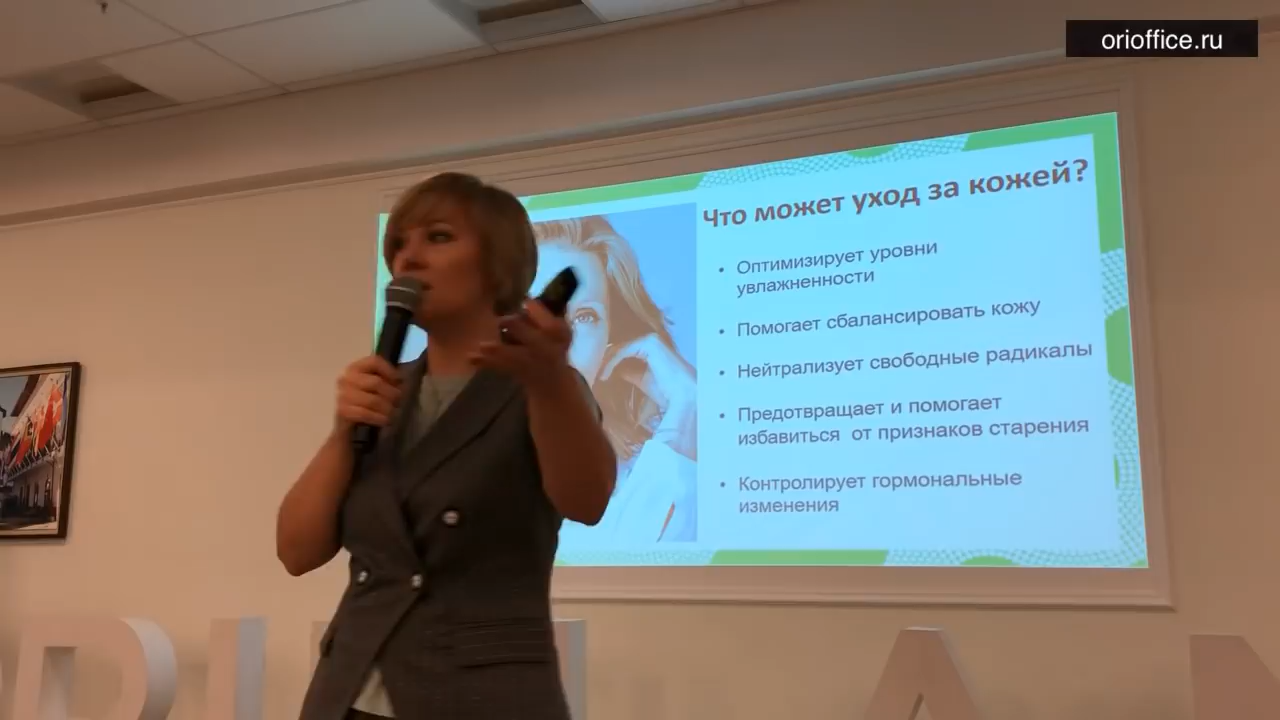 orioffice.ru
Что может уход за кожей?
• Оптимизирует уровни
увлажненности
• Помогает сбалансировать кожу
• Нейтрализует свободные радикалы
• Предотвращает и помогает
избавиться от признаков старения
• Контролирует гормональные
изменения